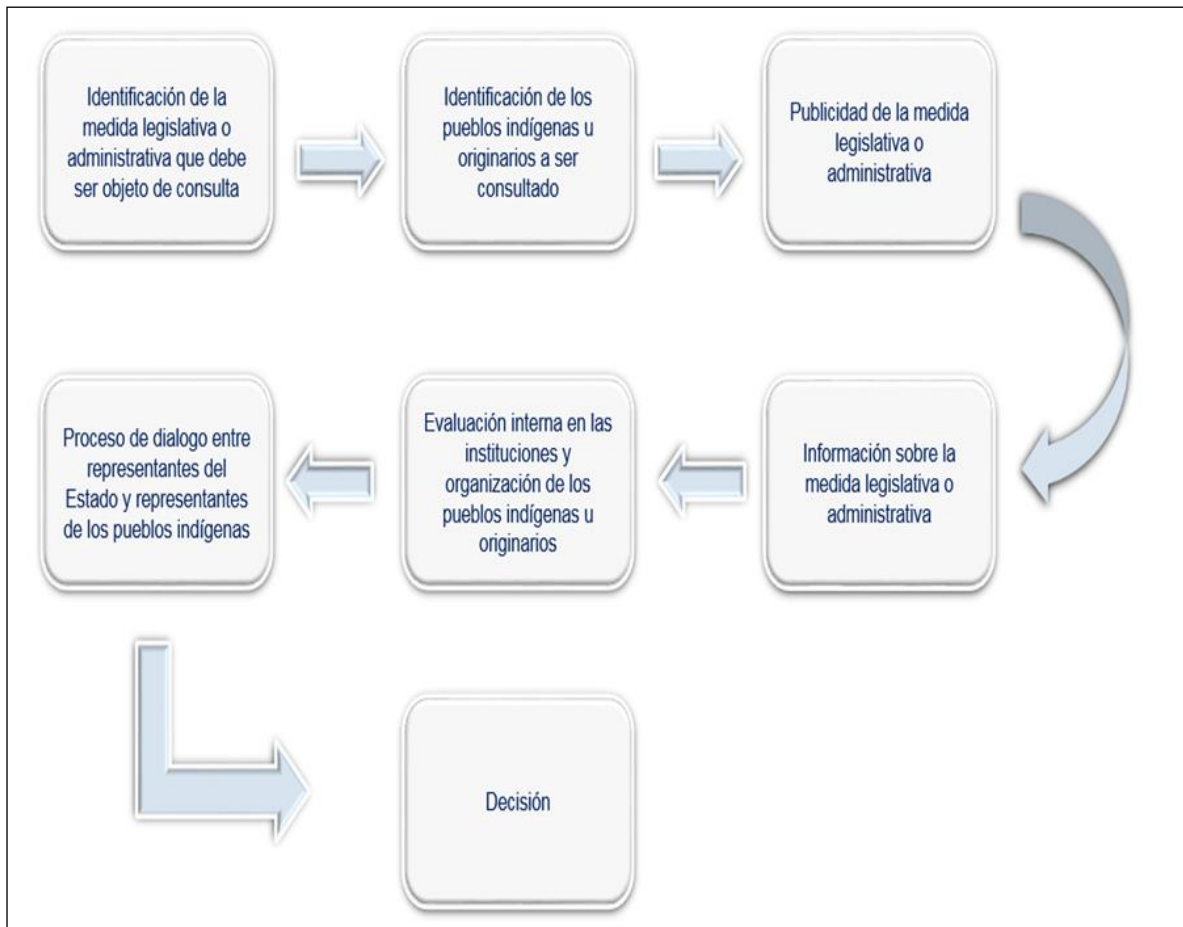 Identificación de la
medida legislativa o
administrativa que debe
ser objeto de consulta
Identificación de los
pueblos indígenas u
originarios a ser
consultado
Publicidad de la medida
legislativa o
administrativa
Información sobre la
medida legislativa o
administrativa
Evaluación interna en las
instituciones y
organización de los
pueblos indígenas u
originarios
Proceso de dialogo entre
representantes del
Estado y representantes
de los pueblos indígenas
Decisión